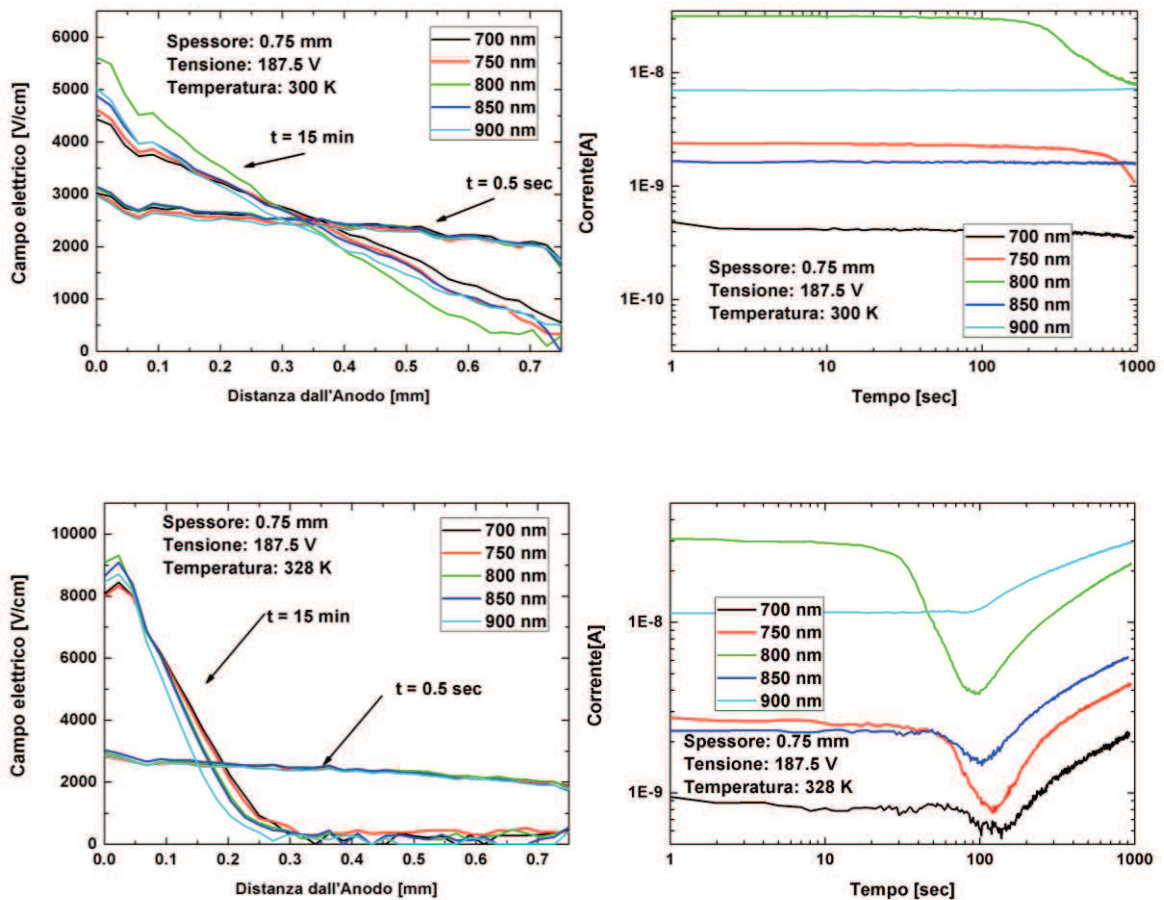 Campo elettrico [V/cm]
6000
5000
4000
3000
2000
1000
0
Spessore: 0.75 mm
Tensione: 187.5 V
Temperatura: 300 K
700 nm
750 nm
800 nm
850 nm
900 nm
t = 15 min
t = 0.5 sec
0.0 0.1 0.2 0.3 0.4 0.5 0.6 0.7
Distanza dall'Anodo [mm]
Corrente[A]
1E-8
1E-9
1E-10
Spessore: 0.75 mm
Tensione: 187.5 V
Temperatura: 300 K
700 nm
750 nm
800 nm
850 nm
900 nm
1 10 100 1000
Tempo [sec]
Campo elettrico [V/cm]
10000
8000
6000
4000
2000
0
Spessore: 0.75 mm
Tensione: 187.5 V
Temperatura: 328 K
700 nm
750 nm
800 nm
850 nm
900 nm
t = 15 min
t = 0.5 sec
0.0 0.1 0.2 0.3 0.4 0.5 0.6 0.7
Distanza dall'Anodo [mm]
Corrente[A]
1E-8
1E-9
700 nm
750 nm
800 nm
850 nm
900 nm
Spessore: 0.75 mm
Tensione: 187.5 V
Temperatura: 328 K
1 10 100 1000
Tempo [sec]